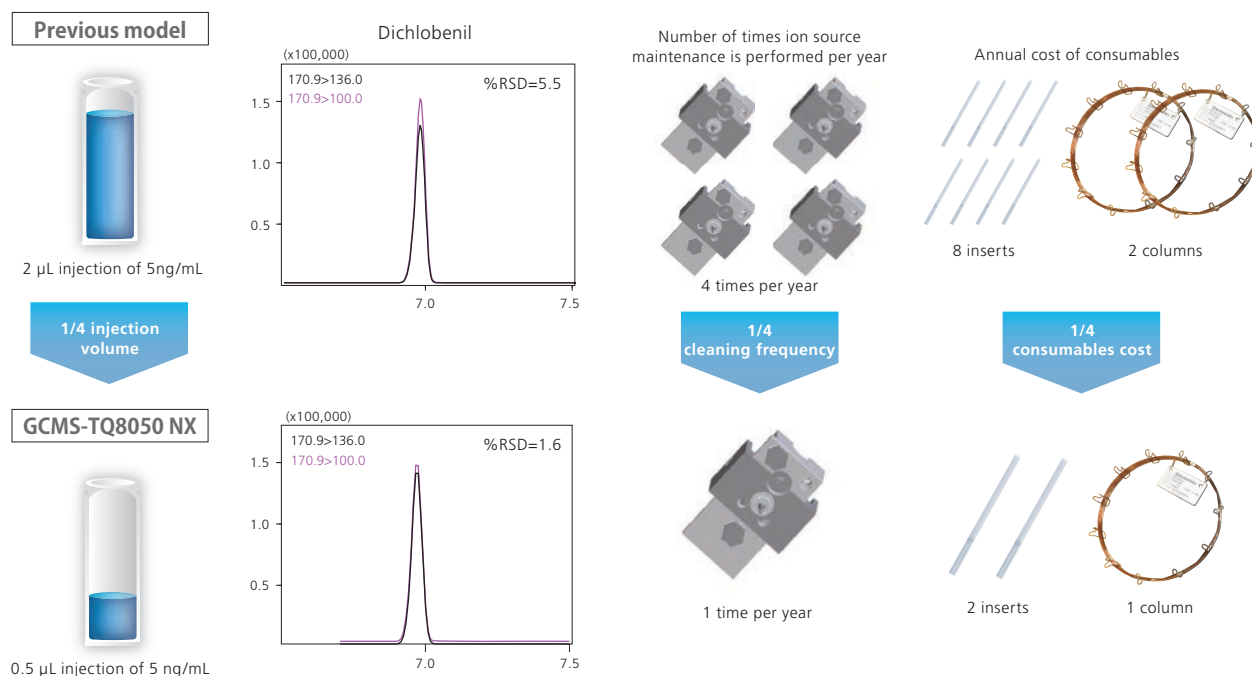 Previous model
2 µL injection of 5ng/mL
1/4 injection
volume
GCMS-TQ8050 NX
0.5 µL injection of 5 ng/mL
Dichlobenil
(x100,000)
170.9>136.0
170.9>100.0
%RSD=5.5
1.5
1.0
0.5
7.0
7.5
(x100,000)
170.9>136.0
170.9>100.0
%RSD=1.6
1.5
1.0
0.5
7.0
7.5
Number of times ion source
maintenance is performed per year
4 times per year
1/4
cleaning frequency
1 time per year
Annual cost of consumables
8 inserts
2 columns
1/4
consumables cost
2 inserts
1 column